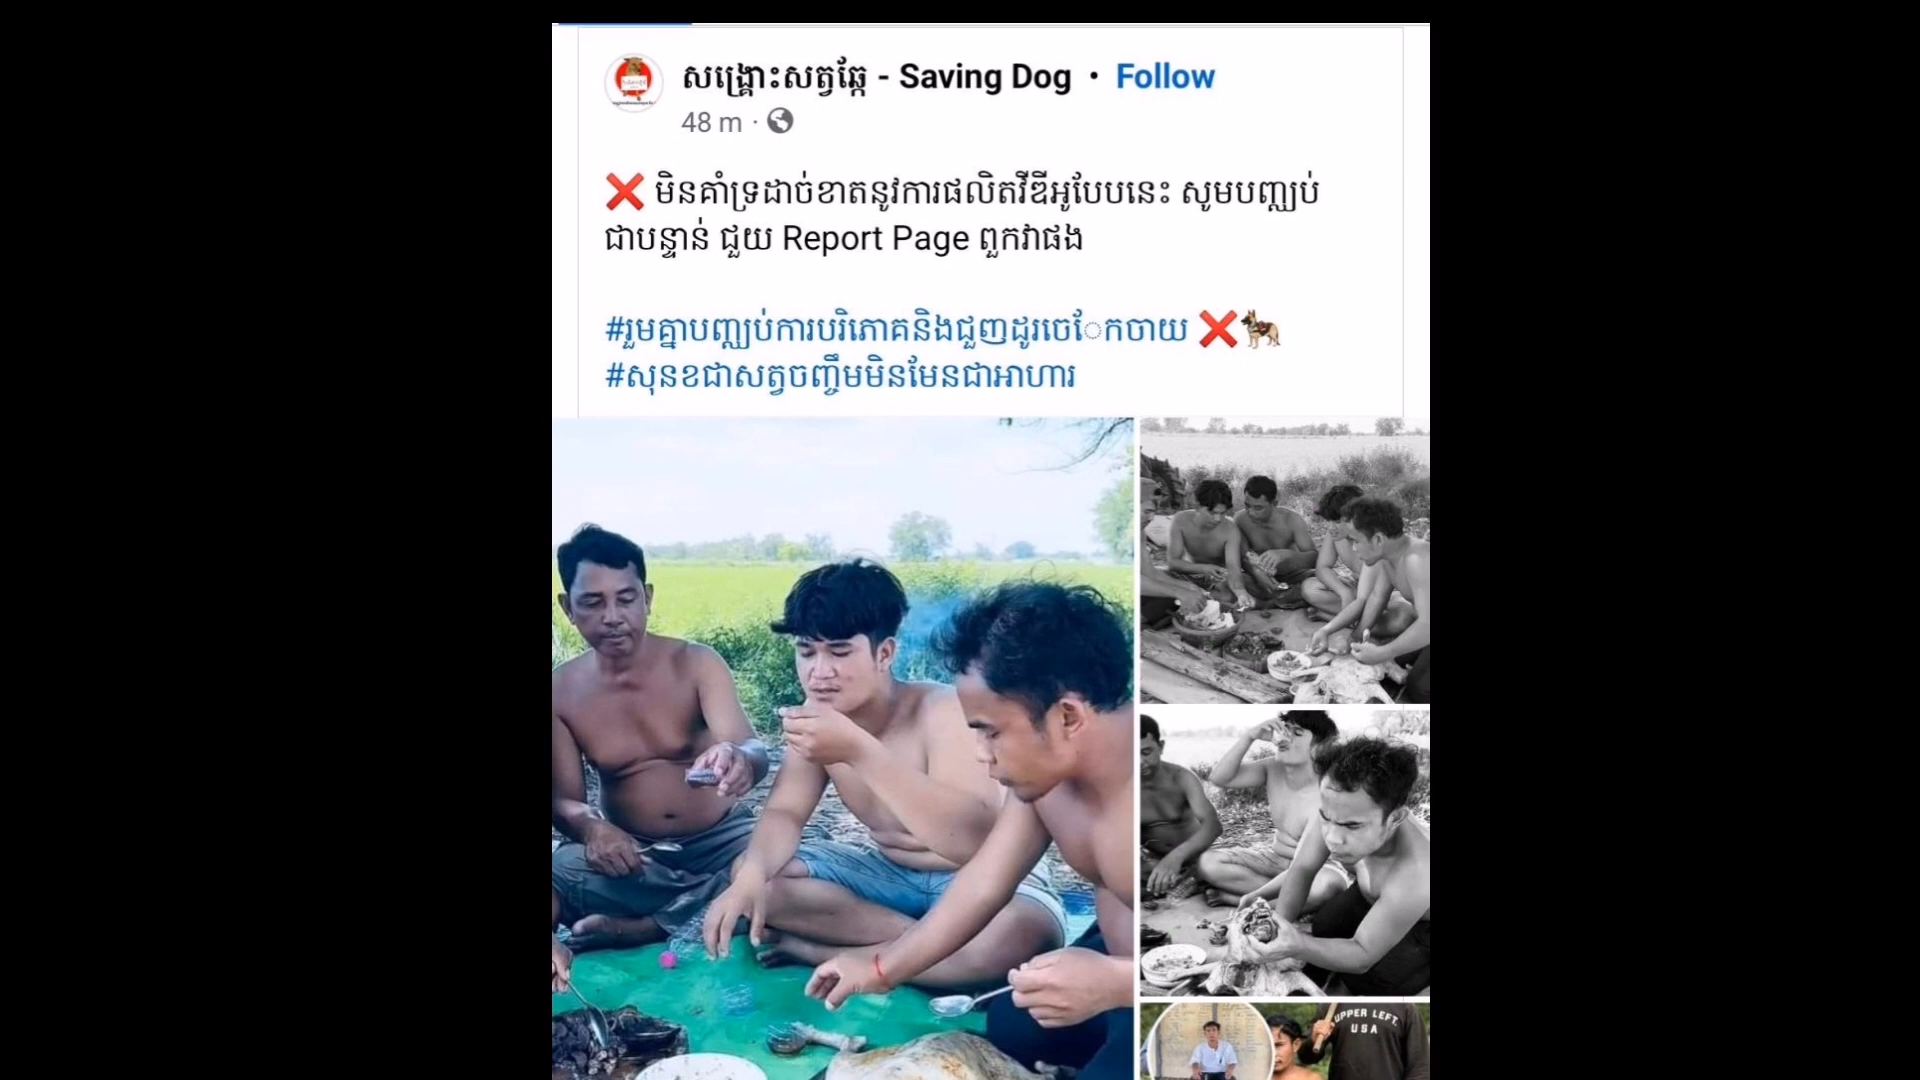 សង្គ្រោះសត្វឆ្កែ - Saving Dog · Follow
48 m ·
❌ មិនគាំទ្រដាច់ខាតនូវការផលិតវីឌីអូបែបនេះ សូមបញ្ឈប់
ជាបន្ទាន់ ជួយ Report Page ពួកវាផង
#រួមគ្នាបញ្ឈប់ការបរិភោគនិងជួញដូរចេែកចាយ ❌🐕‍🦺
#សុនខជាសត្វចញ្ចឹមមិនមែនជាអាហារ
UPPER LEFT
USA